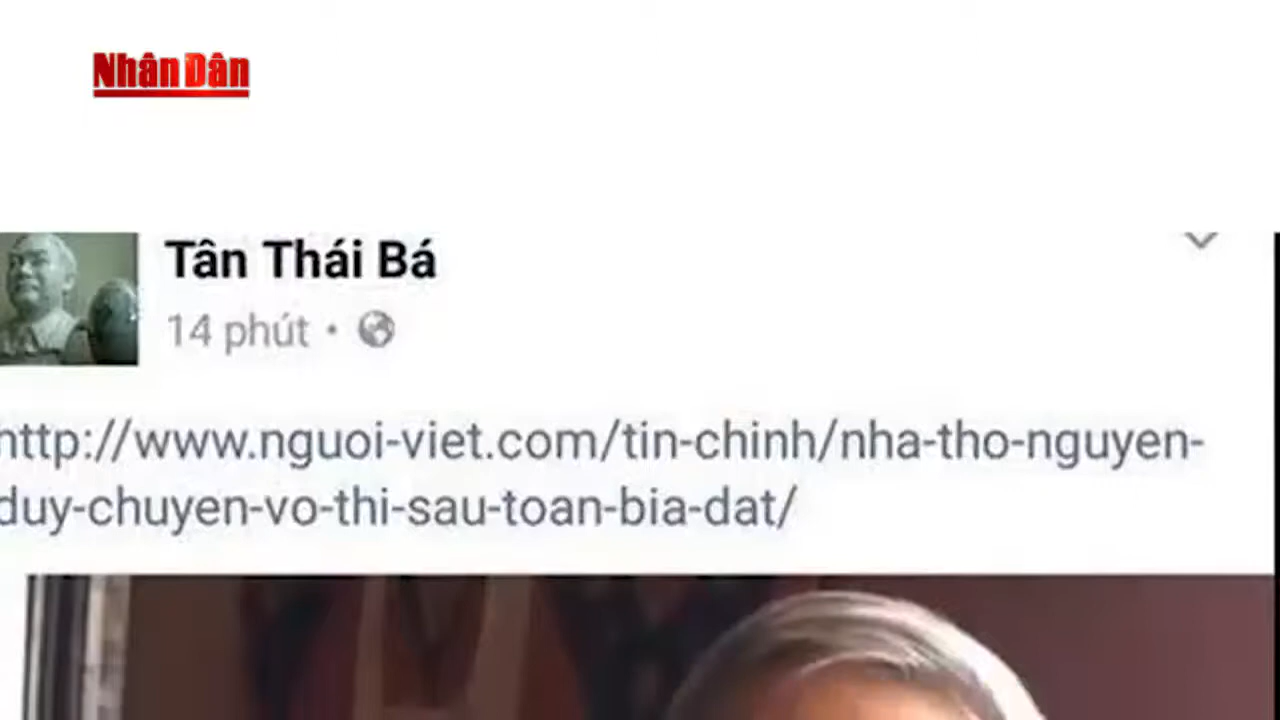 Nhân Dân
Tân Thái Bá
14 phút •
http://www.nguoi-viet.com/tin-chinh/nha-tho-nguyen-
duy-chuyen-vo-thi-sau-toan-bia-dat/